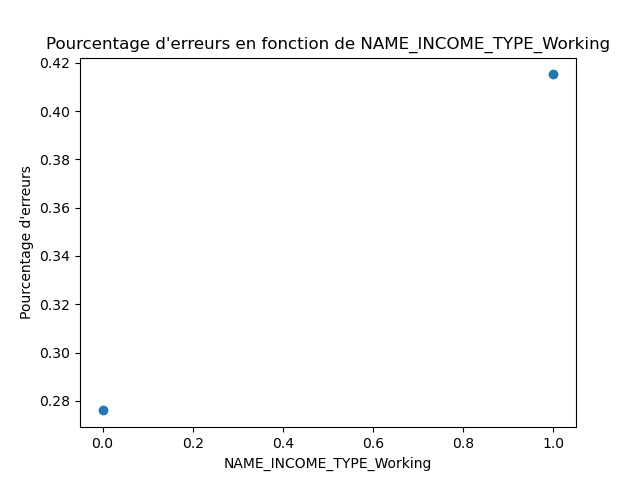 Pourcentage d'erreurs en fonction de NAME_INCOME_TYPE_Working
0.42
0.40
0.38
0.36
0.34
0.32
0.30
0.28
Pourcentage d'erreurs
0.0 0.2 0.4 0.6 0.8 1.0
NAME_INCOME_TYPE_Working